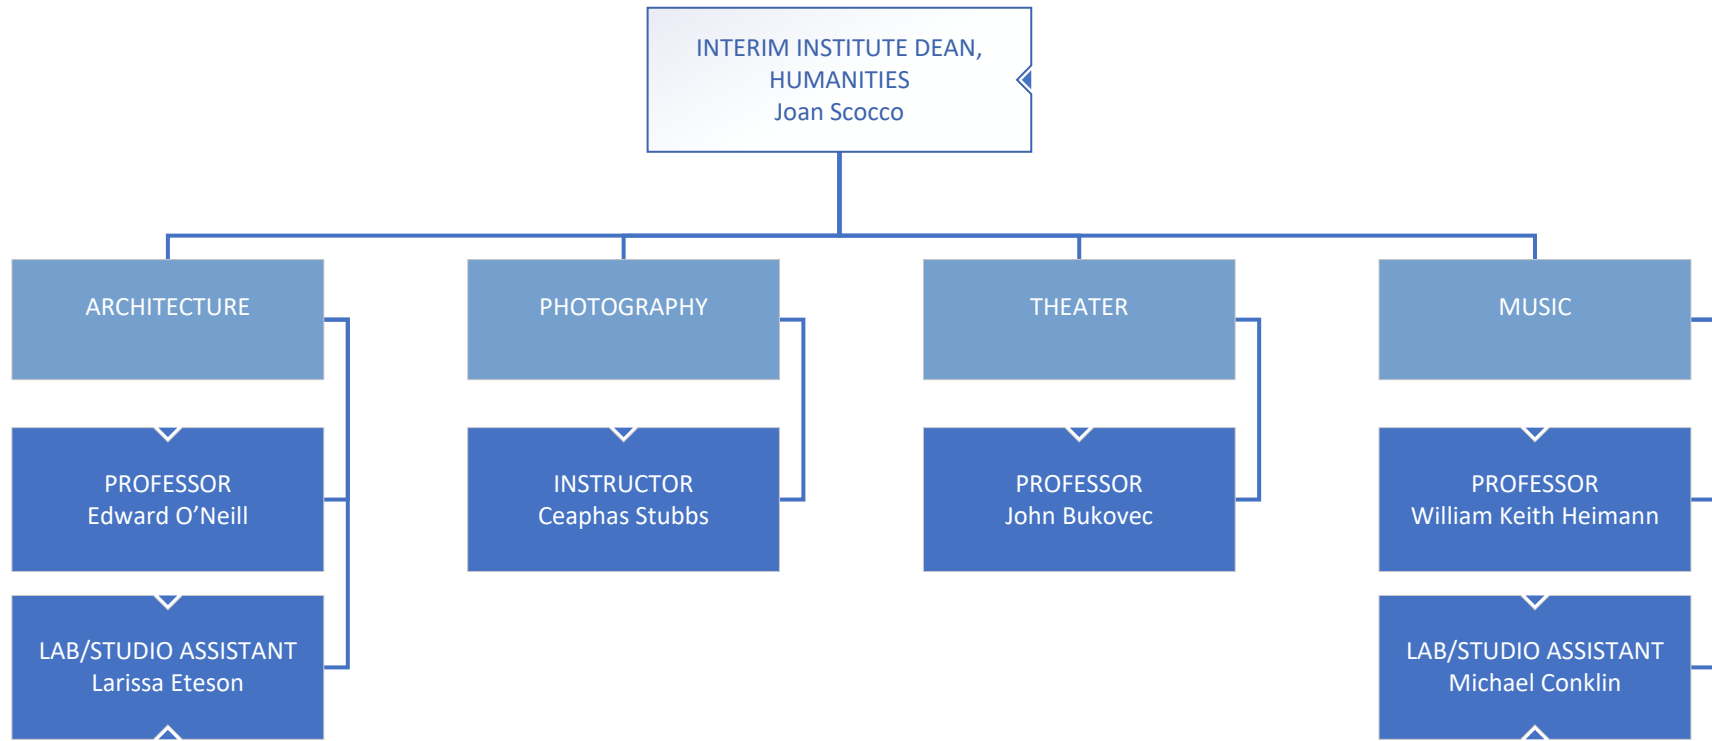 INTERIM INSTITUTE DEAN,
HUMANITIES
Joan Scocco
ARCHITECTURE
PHOTOGRAPHY
THEATER
MUSIC
PROFESSOR
Edward O’Neill
INSTRUCTOR
Ceaphas Stubbs
PROFESSOR
John Bukovec
PROFESSOR
William Keith Heimann
LAB/STUDIO ASSISTANT
Larissa Eteson
LAB/STUDIO ASSISTANT
Michael Conklin